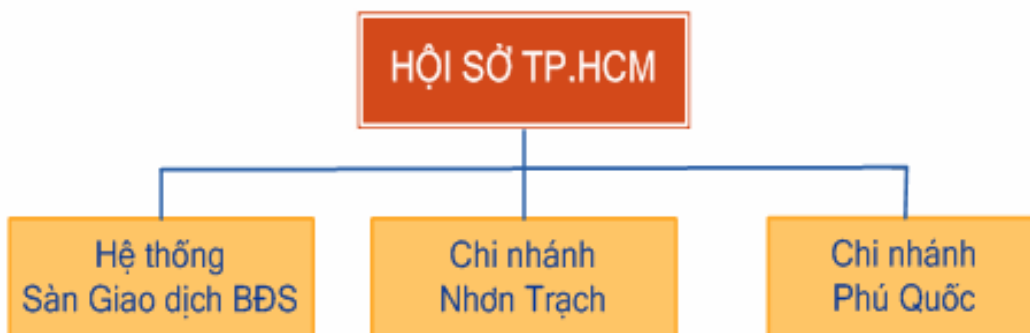 HỘI SỞ TP.HCM
Hệ thống
Sàn Giao dịch BĐS
Chi nhánh
Nhơn Trạch
Chi nhánh
Phú Quốc